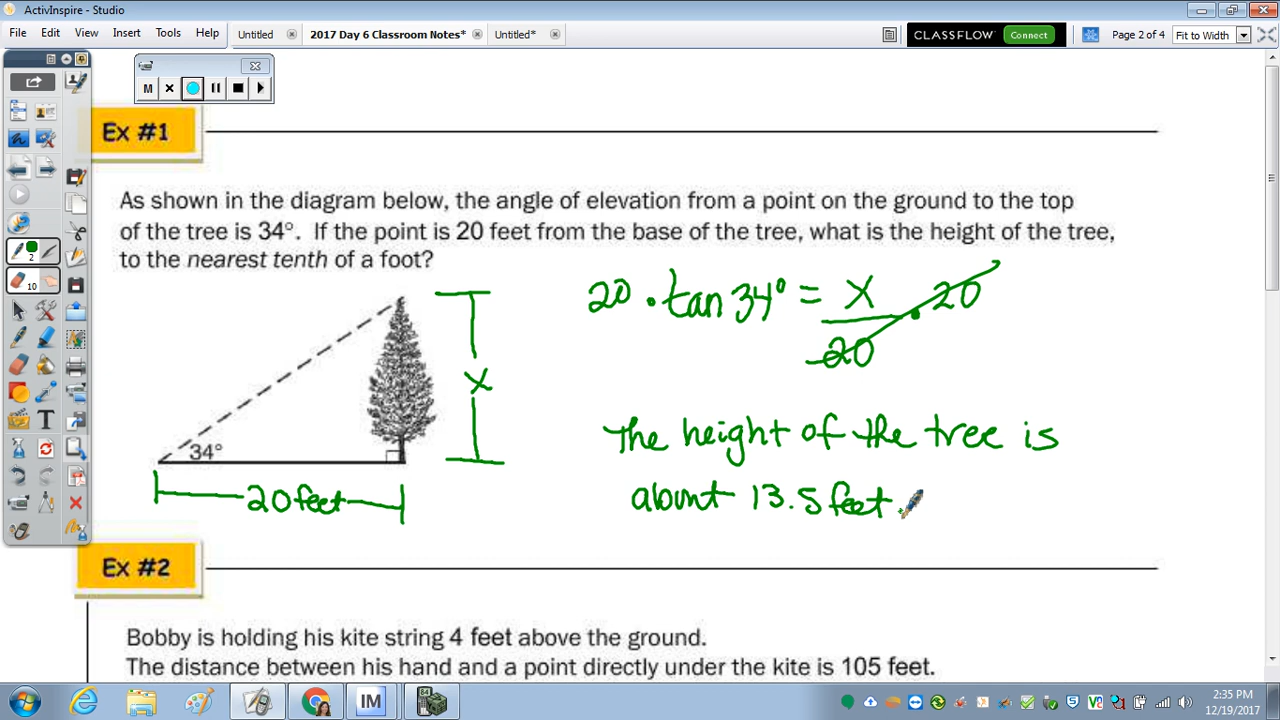 ActivInspire - Studio
File Edit View Insert Tools Help Untitled 2017 Day 6 Classroom Notes* Untitled* CLASSFLOW Connect Page 2 of 4 Fit to Width
M
Ex #1
As shown in the diagram below, the angle of elevation from a point on the ground to the top
of the tree is 34°. If the point is 20 feet from the base of the tree, what is the height of the tree,
to the nearest tenth of a foot?
20 · tan 34° = x · 20
20
x
34°
20 feet
The height of the tree is
about 13.5 feet.
2
10
T
Ex #2
Bobby is holding his kite string 4 feet above the ground.
The distance between his hand and a point directly under the kite is 105 feet.
IM
2:35 PM
12/19/2017